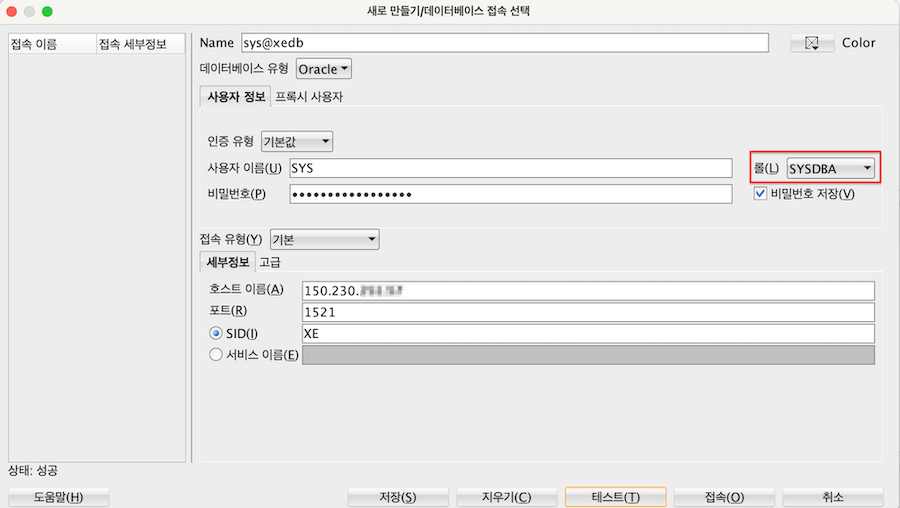 새로 만들기/데이터베이스 접속 선택
접속 이름 접속 세부정보
Name sys@xedb Color
데이터베이스 유형 Oracle
사용자 정보 프록시 사용자
인증 유형 기본값
사용자 이름(U) SYS 롤(L) SYSDBA
비밀번호(P) ••••••••••••••••• 비밀번호 저장(V)
접속 유형(Y) 기본
세부정보 고급
호스트 이름(A) 150.230.
포트(R) 1521
SID(I) XE
서비스 이름(E)
상태: 성공
도움말(H) 저장(S) 지우기(C) 테스트(T) 접속(O) 취소